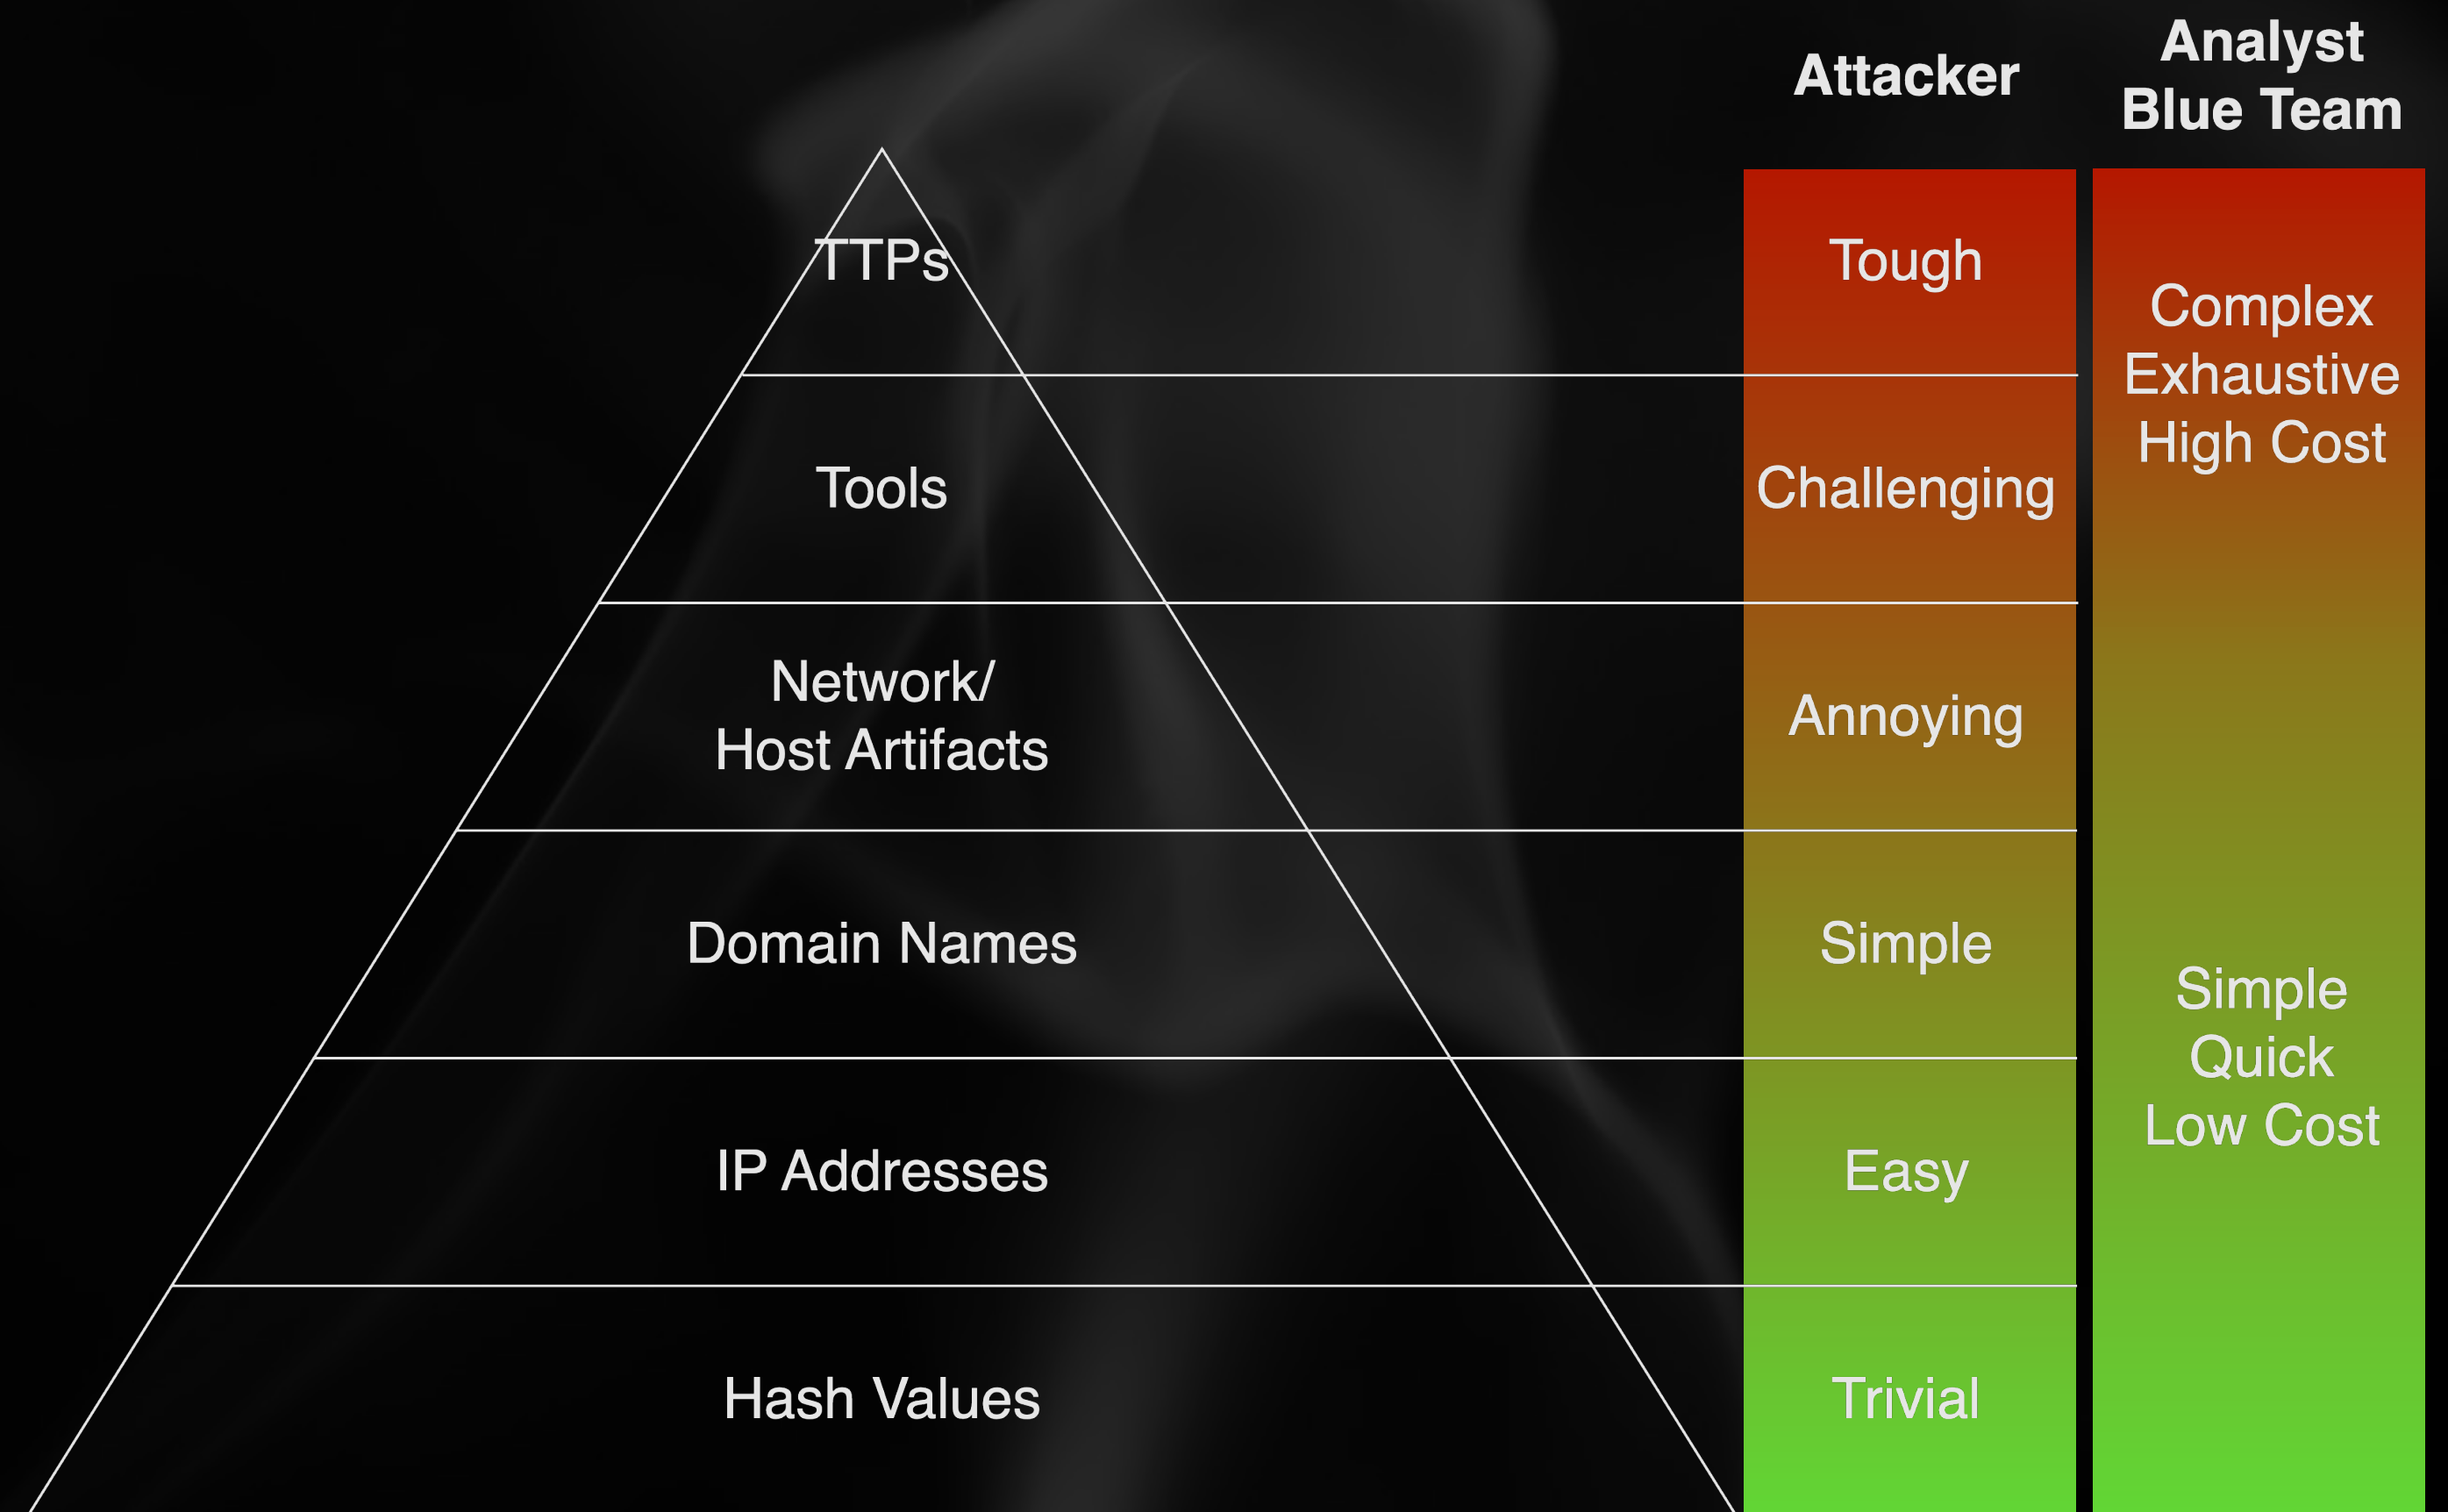 Attacker
Analyst
Blue Team
TTPs
Tough
Complex
Exhaustive
High Cost
Tools
Challenging
Network/
Host Artifacts
Annoying
Domain Names
Simple
Simple
Quick
Low Cost
IP Addresses
Easy
Hash Values
Trivial